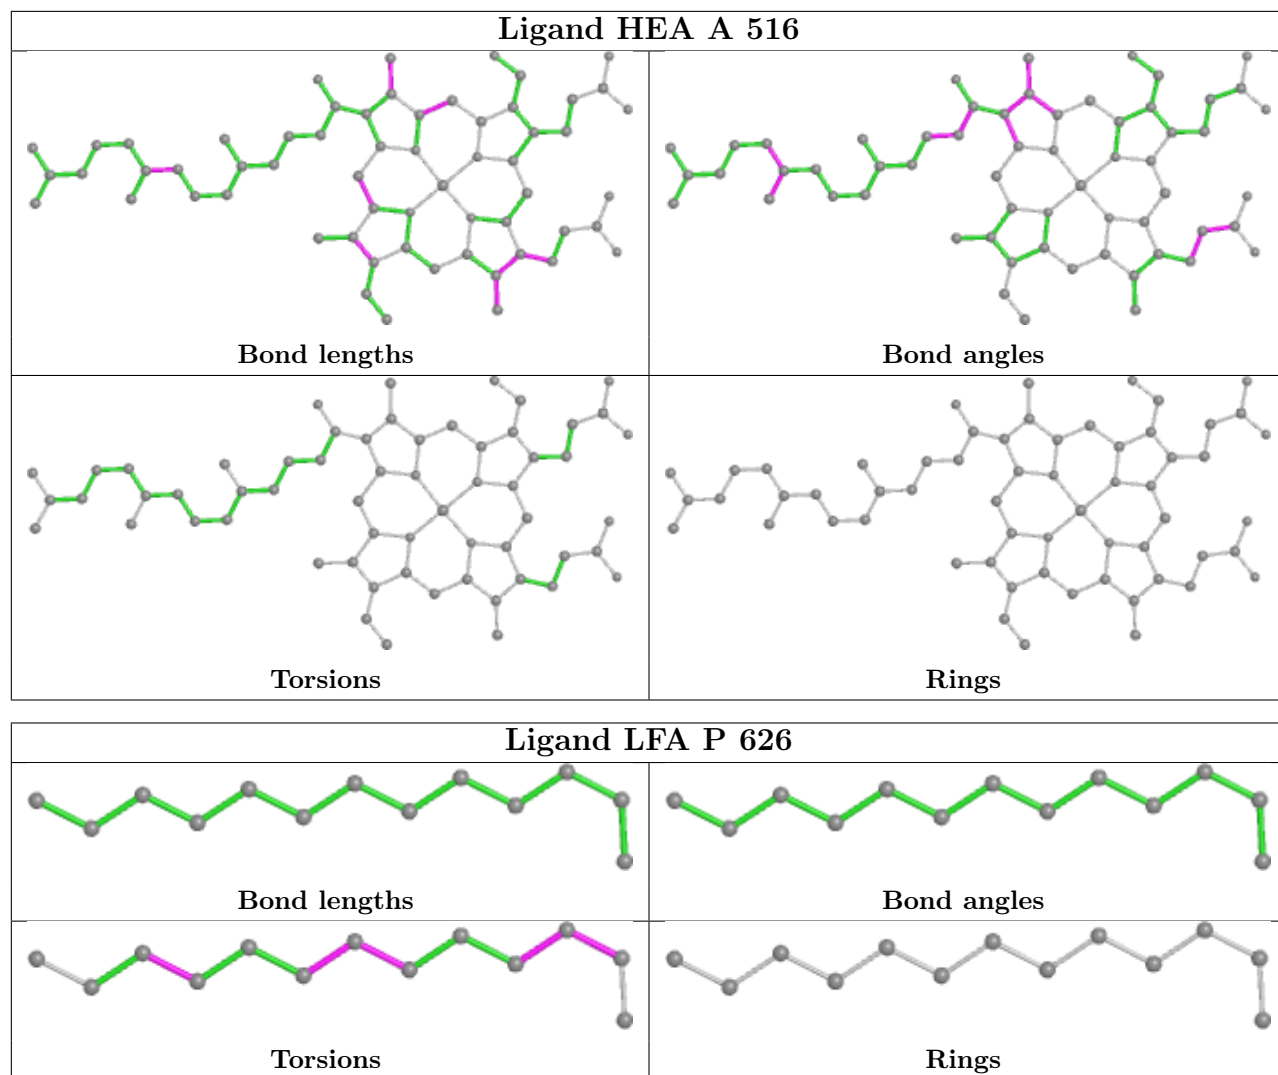 Ligand HEA A 516
Bond lengths
Bond angles
Torsions
Rings
Ligand LFA P 626
Bond lengths
Bond angles
Torsions
Rings